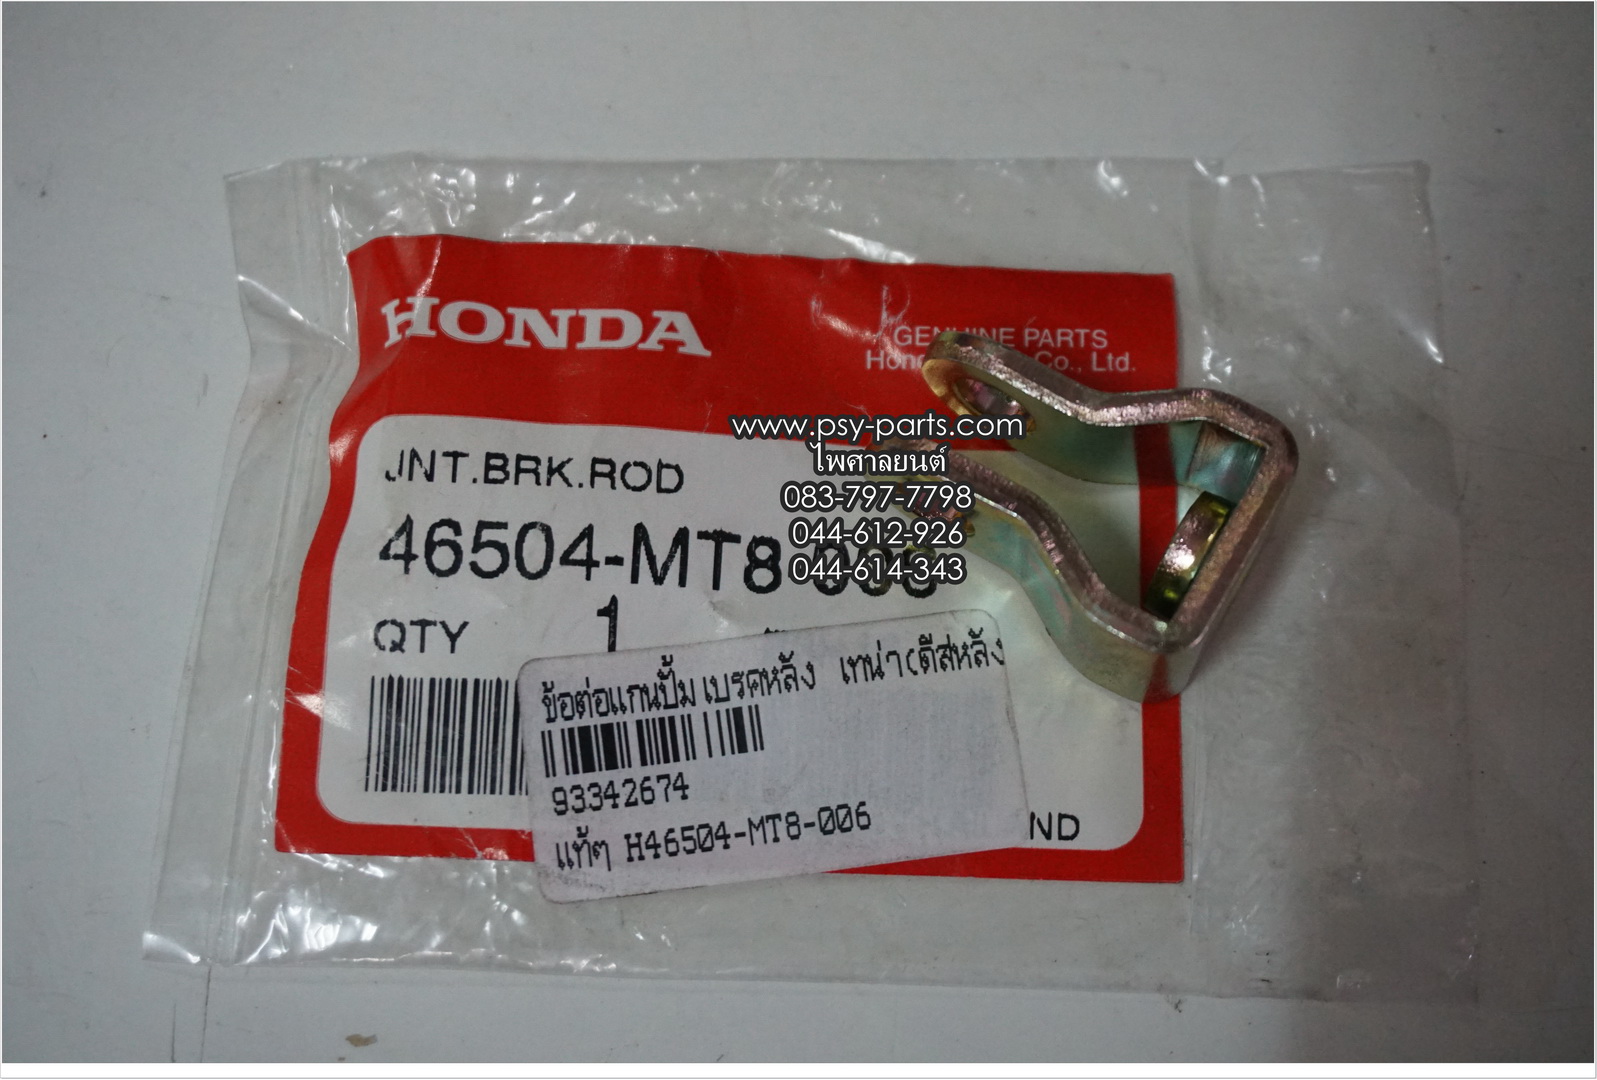 HONDA
GENUINE PARTS
Co., Ltd.
www.psy-parts.com
ไพศาลยนต์
083-797-7798
044-612-926
044-614-343
JNT.BRK.ROD
46504-MT8
QTY 1
ข้อต่อแกนปั้มเบรคหลัง เทน่า(ดีสหลัง
93342674
แท้ๆ H46504-MT8-006
ND